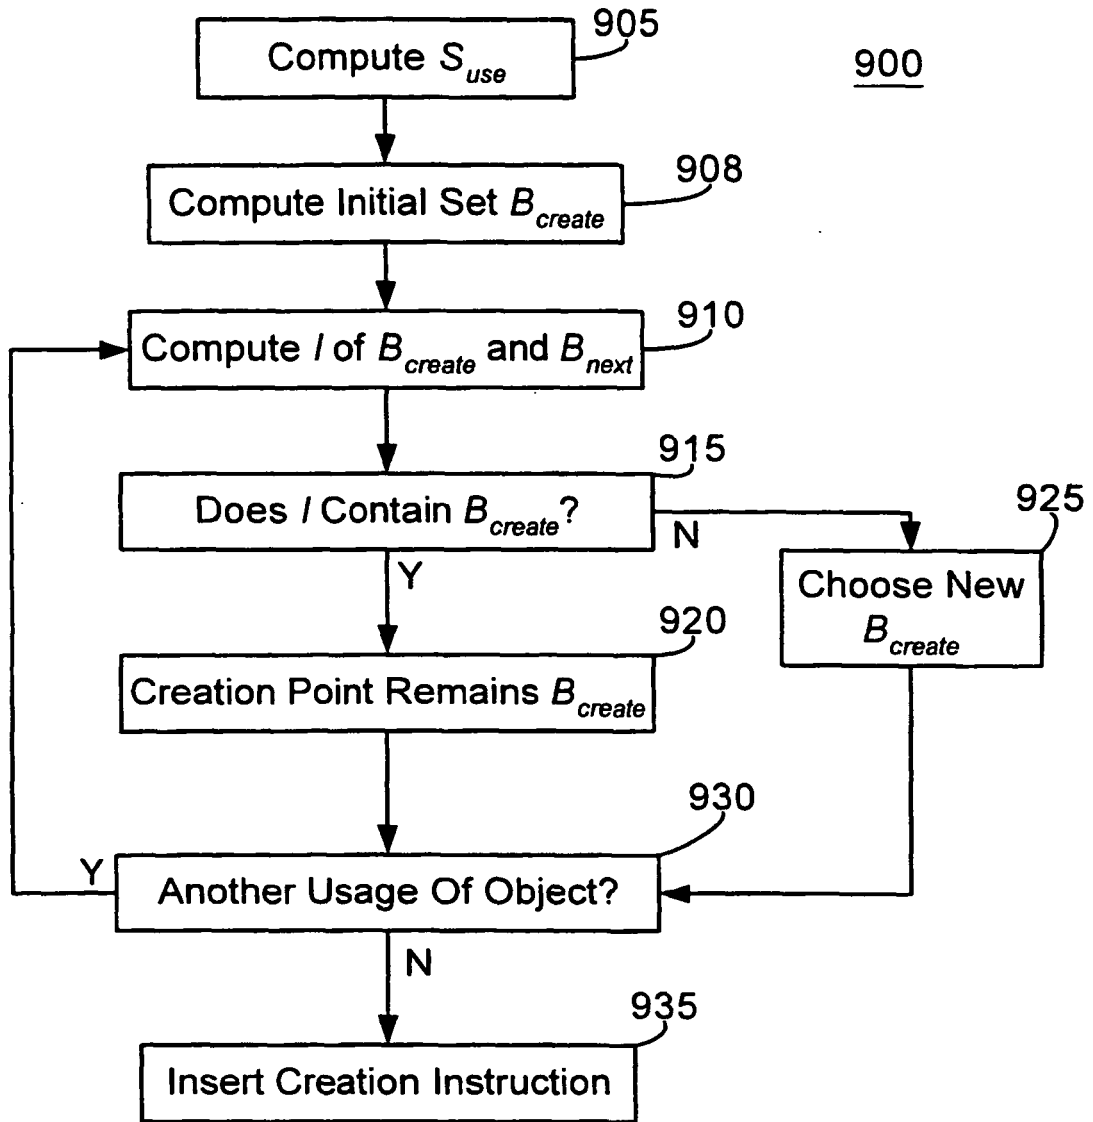 905
Compute S_use
900
908
Compute Initial Set B_create
910
Compute I of B_create and B_next
915
Does I Contain B_create?
N
925
Y
Choose New
B_create
920
Creation Point Remains B_create
930
Y
Another Usage Of Object?
N
935
Insert Creation Instruction